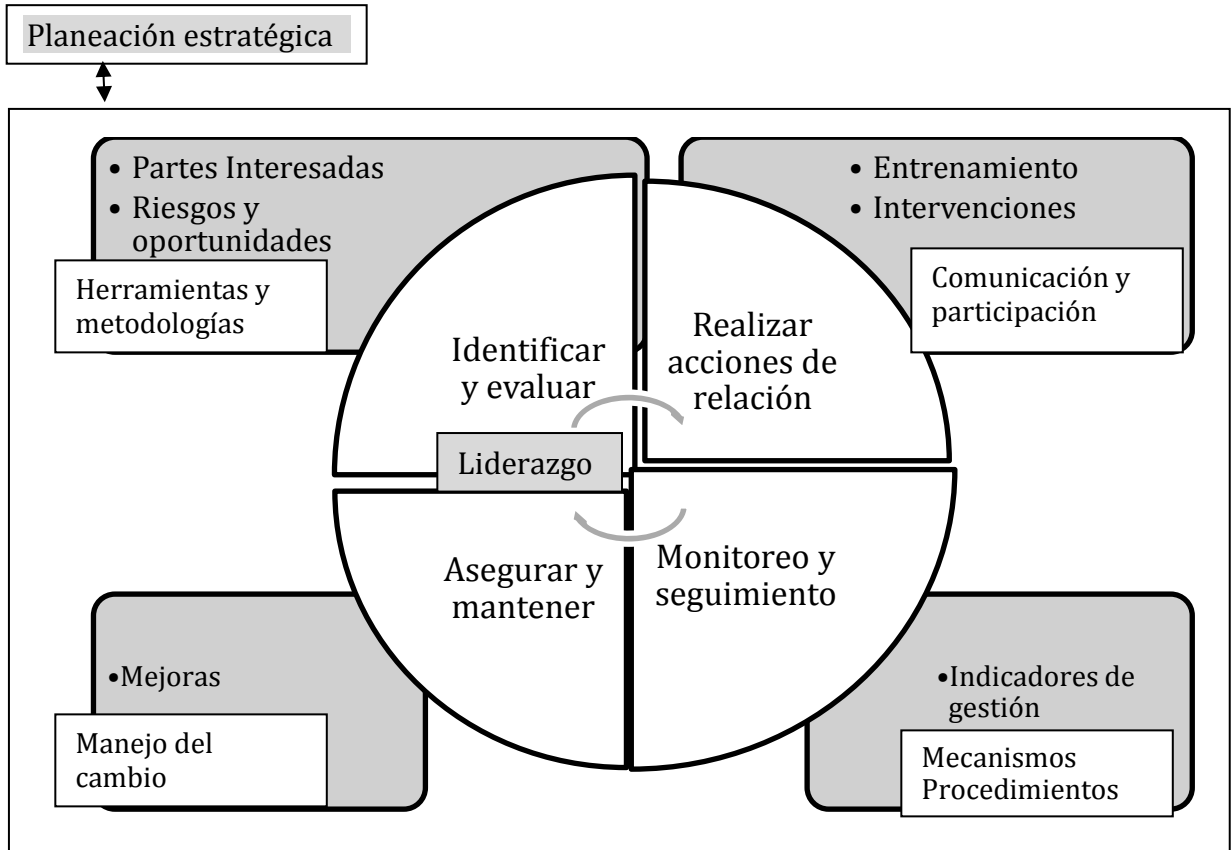 Planeación estratégica
• Partes Interesadas
• Riesgos y
oportunidades
Herramientas y
metodologías
• Entrenamiento
• Intervenciones
Comunicación y
participación
Identificar
y evaluar
Realizar
acciones de
relación
Liderazgo
Asegurar y
mantener
Monitoreo y
seguimiento
•Mejoras
Manejo del
cambio
•Indicadores de
gestión
Mecanismos
Procedimientos